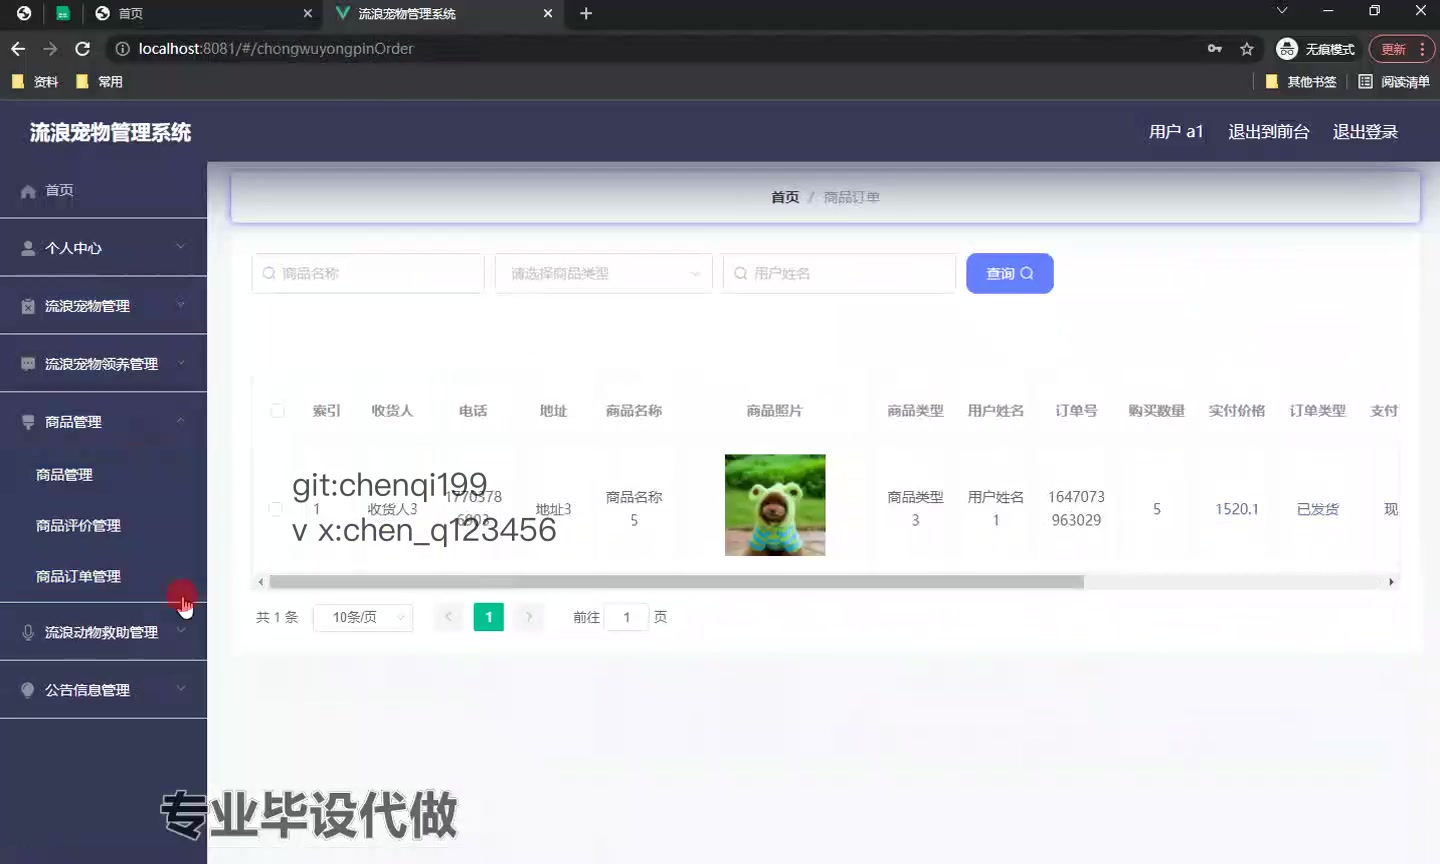 首页
流浪宠物管理系统
localhost:8081/#/chongwuyongpinOrder
无痕模式
更新
资料
常用
其他书签
阅读清单
流浪宠物管理系统
用户 a1
退出到前台
退出登录
首页
个人中心
流浪宠物管理
流浪宠物领养管理
商品管理
商品管理
商品评价管理
商品订单管理
流浪动物救助管理
公告信息管理
首页 / 商品订单
商品名称
请选择商品类型
用户姓名
查询
索引 收货人 电话 地址 商品名称 商品照片 商品类型 用户姓名 订单号 购买数量 实付价格 订单类型 支付
1 收货人3 地址3 商品名称5 商品类型3 用户姓名1 1647073963029 5 1520.1 已发货 现
git:chenqi199
v x:chen_q123456
共 1 条 10条/页 1 前往 1 页
专业毕设代做